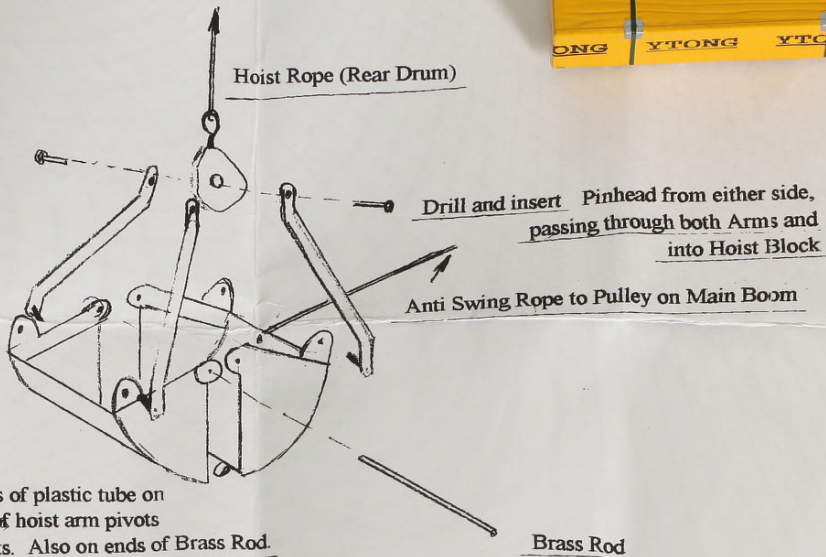 YTONG
Hoist Rope (Rear Drum)
Drill and insert Pinhead from either side,
passing through both Arms and
into Hoist Block
Anti Swing Rope to Pulley on Main Boom
of plastic tube on
hoist arm pivots
Also on ends of Brass Rod.
Brass Rod